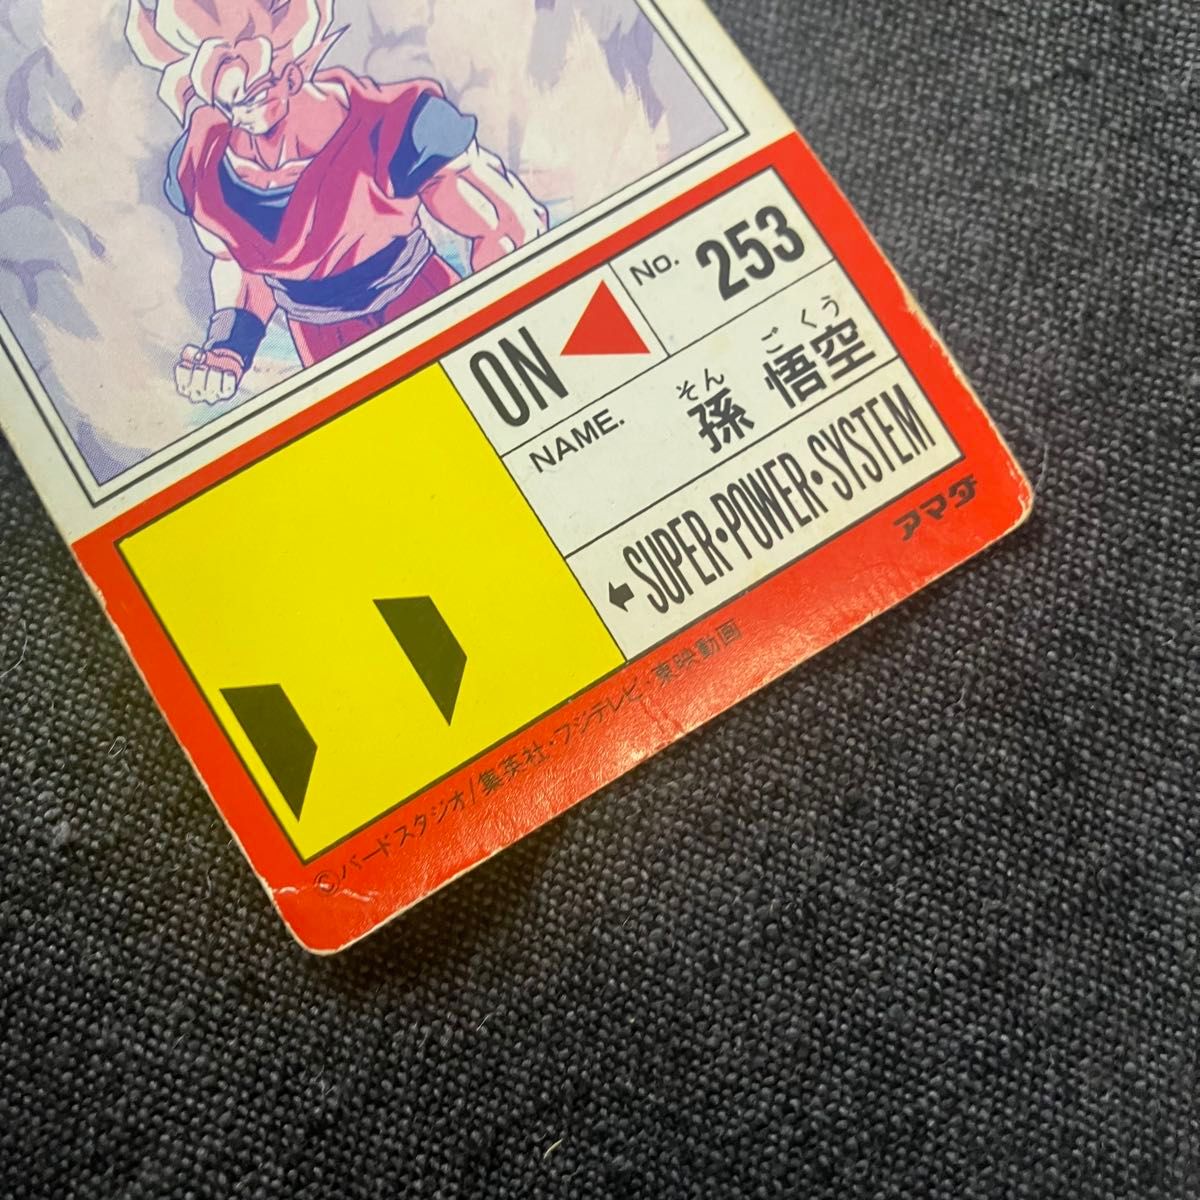 No. 253
ON
NAME. 孫 悟空
そん ご くう
SUPER・POWER・SYSTEM
アマダ
©バードスタジオ/集英社・フジテレビ・東映動画